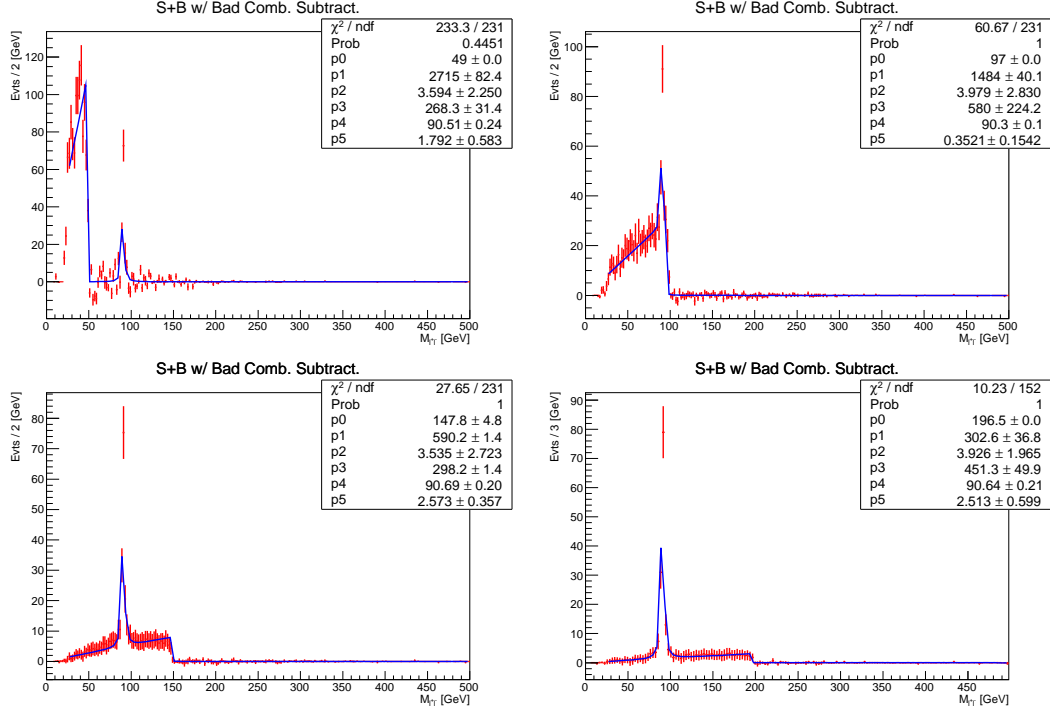 S+B w/ Bad Comb. Subtract.
χ² / ndf 233.3 / 231
Prob 0.4451
p0 49 ± 0.0
p1 2715 ± 82.4
p2 3.594 ± 2.250
p3 268.3 ± 31.4
p4 90.51 ± 0.24
p5 1.792 ± 0.583
Evts / 2 [GeV]
120
100
80
60
40
20
0
0 50 100 150 200 250 300 350 400 450 500
[GeV]
S+B w/ Bad Comb. Subtract.
χ² / ndf 60.67 / 231
Prob 1
p0 97 ± 0.0
p1 1484 ± 40.1
p2 3.979 ± 2.830
p3 580 ± 224.2
p4 90.3 ± 0.1
p5 0.3521 ± 0.1542
Evts / 2 [GeV]
100
80
60
40
20
0
0 50 100 150 200 250 300 350 400 450 500
[GeV]
S+B w/ Bad Comb. Subtract.
χ² / ndf 27.65 / 231
Prob 1
p0 147.8 ± 4.8
p1 590.2 ± 1.4
p2 3.535 ± 2.723
p3 298.2 ± 1.4
p4 90.69 ± 0.20
p5 2.573 ± 0.357
Evts / 2 [GeV]
80
70
60
50
40
30
20
10
0
0 50 100 150 200 250 300 350 400 450 500
[GeV]
S+B w/ Bad Comb. Subtract.
χ² / ndf 10.23 / 152
Prob 1
p0 196.5 ± 0.0
p1 302.6 ± 36.8
p2 3.926 ± 1.965
p3 451.3 ± 49.9
p4 90.64 ± 0.21
p5 2.513 ± 0.599
Evts / 3 [GeV]
90
80
70
60
50
40
30
20
10
0
0 50 100 150 200 250 300 350 400 450
[GeV]